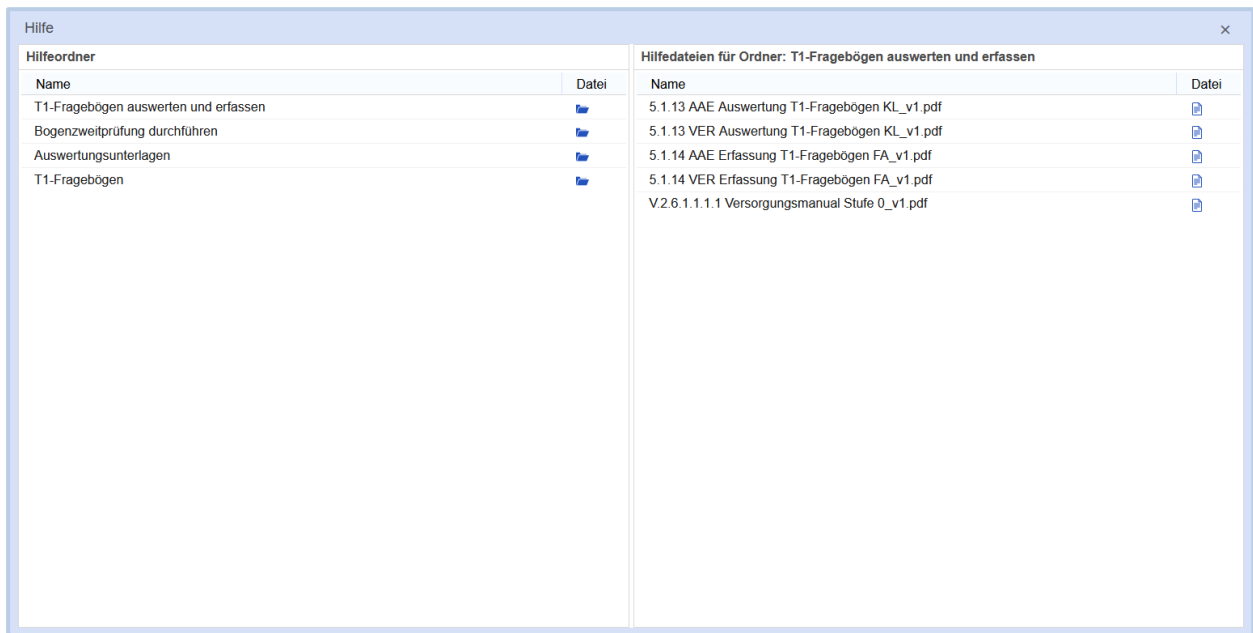 Hilfe
Hilfeordner
Name Datei
T1-Fragebögen auswerten und erfassen
Bogenzweitprüfung durchführen
Auswertungsunterlagen
T1-Fragebögen
Hilfedateien für Ordner: T1-Fragebögen auswerten und erfassen
Name Datei
5.1.13 AAE Auswertung T1-Fragebögen KL_v1.pdf
5.1.13 VER Auswertung T1-Fragebögen KL_v1.pdf
5.1.14 AAE Erfassung T1-Fragebögen FA_v1.pdf
5.1.14 VER Erfassung T1-Fragebögen FA_v1.pdf
V.2.6.1.1.1.1 Versorgungsmanual Stufe 0_v1.pdf